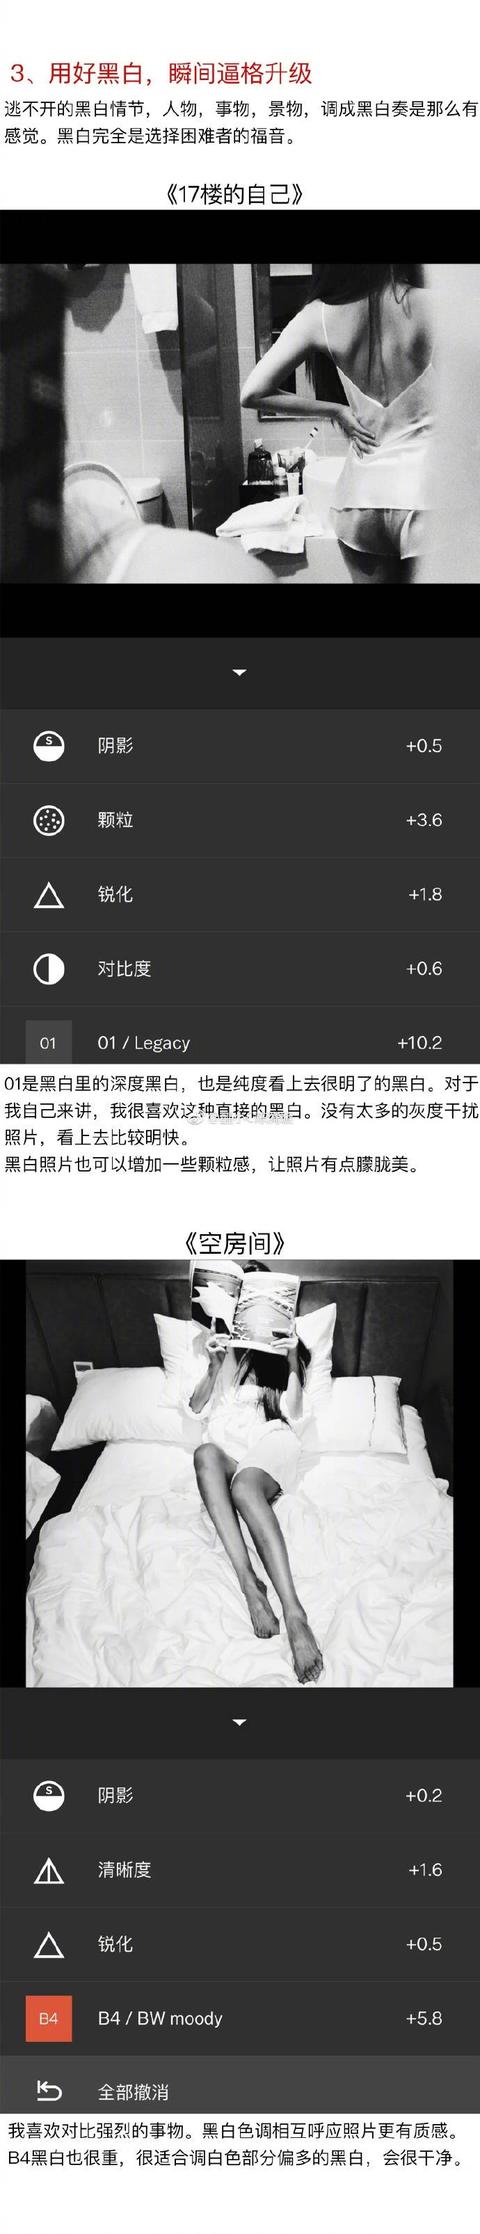 3、用好黑白，瞬间逼格升级
逃不开的黑白情节，人物，事物，景物，调成黑白奏是那么有
感觉。黑白完全是选择困难者的福音。
《17楼的自己》
S 阴影 +0.5
颗粒 +3.6
锐化 +1.8
对比度 +0.6
01 01 / Legacy +10.2
01是黑白里的深度黑白，也是纯度看上去很明了的黑白。对于
我自己来讲，我很喜欢这种直接的黑白。没有太多的灰度干扰
照片，看上去比较明快。
黑白照片也可以增加一些颗粒感，让照片有点朦胧美。
《空房间》
S 阴影 +0.2
清晰度 +1.6
锐化 +0.5
B4 B4 / BW moody +5.8
全部撤消
我喜欢对比强烈的事物。黑白色调相互呼应照片更有质感。
B4黑白也很重，很适合调白色部分偏多的黑白，会很干净。